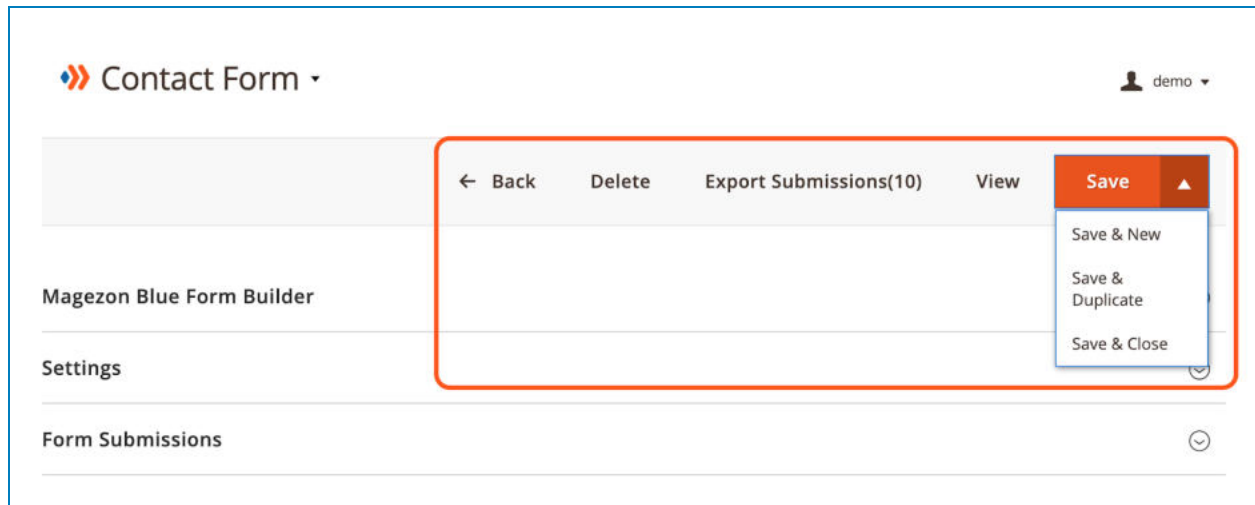 Contact Form
demo
← Back Delete Export Submissions(10) View Save
Save & New
Save &
Duplicate
Save & Close
Magezon Blue Form Builder
Settings
Form Submissions